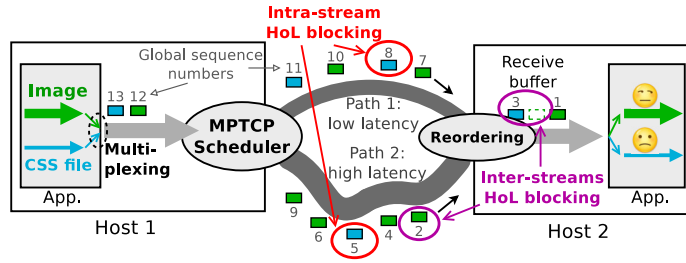 Intra-stream
HoL blocking
Global sequence
numbers
11
10
8
7
Receive
buffer
Image
13 12
3
1
MPTCP
Scheduler
Path 1:
low latency
Reordering
Path 2:
high latency
CSS file
Multi-
plexing
App.
Host 1
9
6
5
4
2
Inter-streams
HoL blocking
App.
Host 2